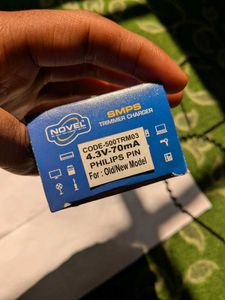 NOVEL
SMPS
TRIMMER CHARGER
CODE-500TRM03
4.3V-70mA
PHILIPS PIN
For : Old/New Model